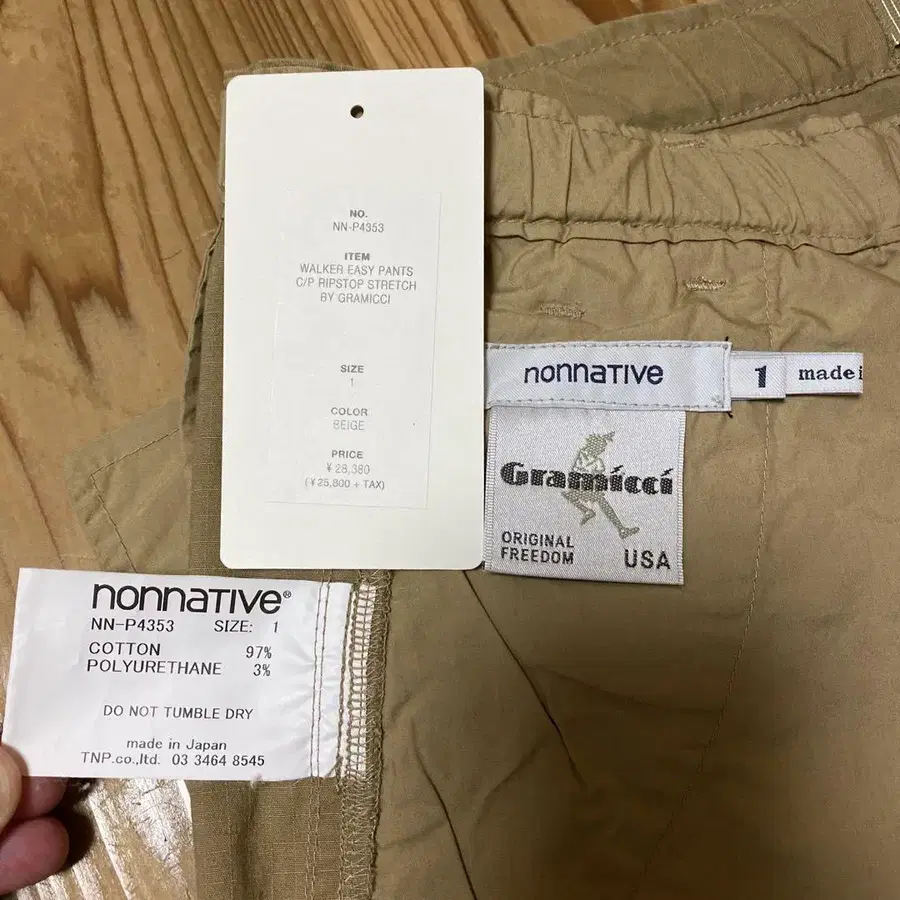 NO.
NN-P4353
ITEM
WALKER EASY PANTS
C/P RIPSTOP STRETCH
BY GRAMICCI
SIZE
1
COLOR
BEIGE
PRICE
¥ 28,380
(¥ 25,800 + TAX)
nonnative
1
made i
Gramicci
ORIGINAL
FREEDOM USA
nonnative®
NN-P4353 SIZE: 1
COTTON 97%
POLYURETHANE 3%
DO NOT TUMBLE DRY
made in Japan
TNP.co.,ltd. 03 3464 8545